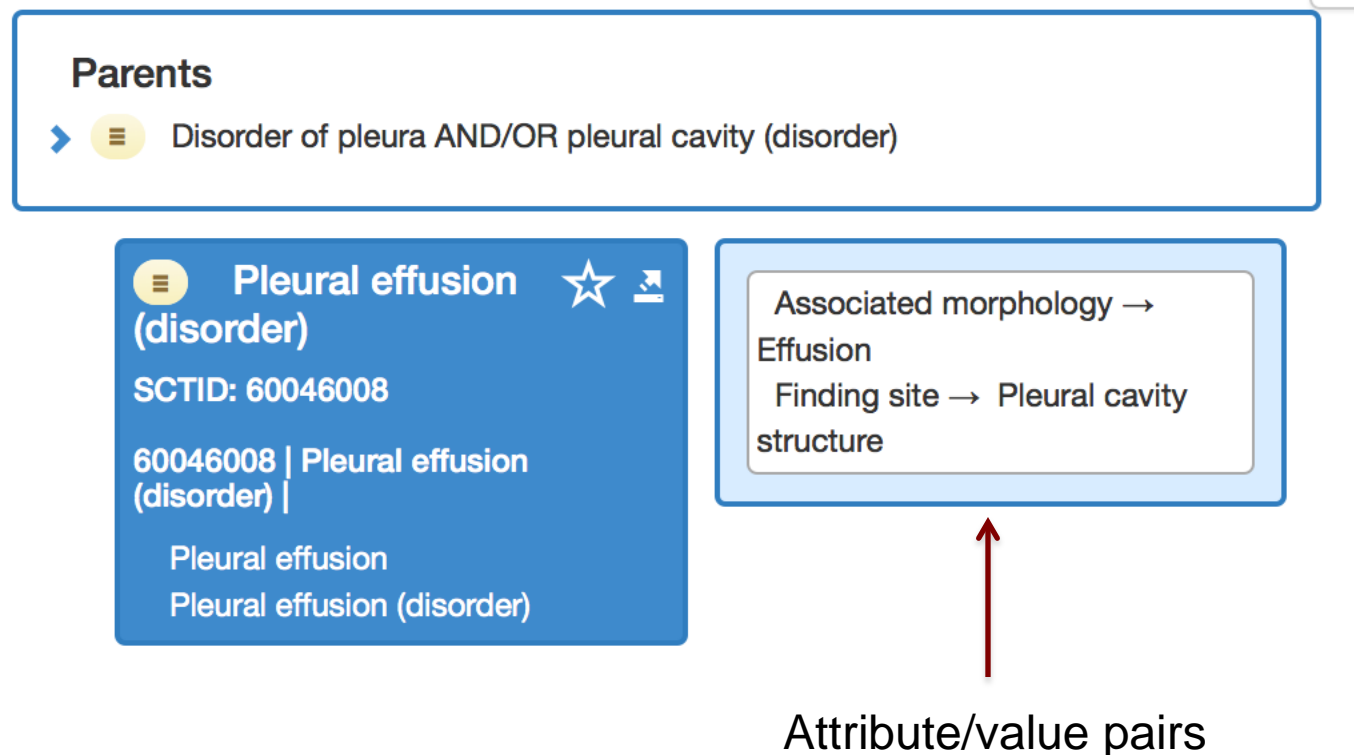 Parents
Disorder of pleura AND/OR pleural cavity (disorder)
Pleural effusion
(disorder)
SCTID: 60046008
60046008 | Pleural effusion
(disorder) |
Pleural effusion
Pleural effusion (disorder)
Associated morphology →
Effusion
Finding site → Pleural cavity
structure
Attribute/value pairs